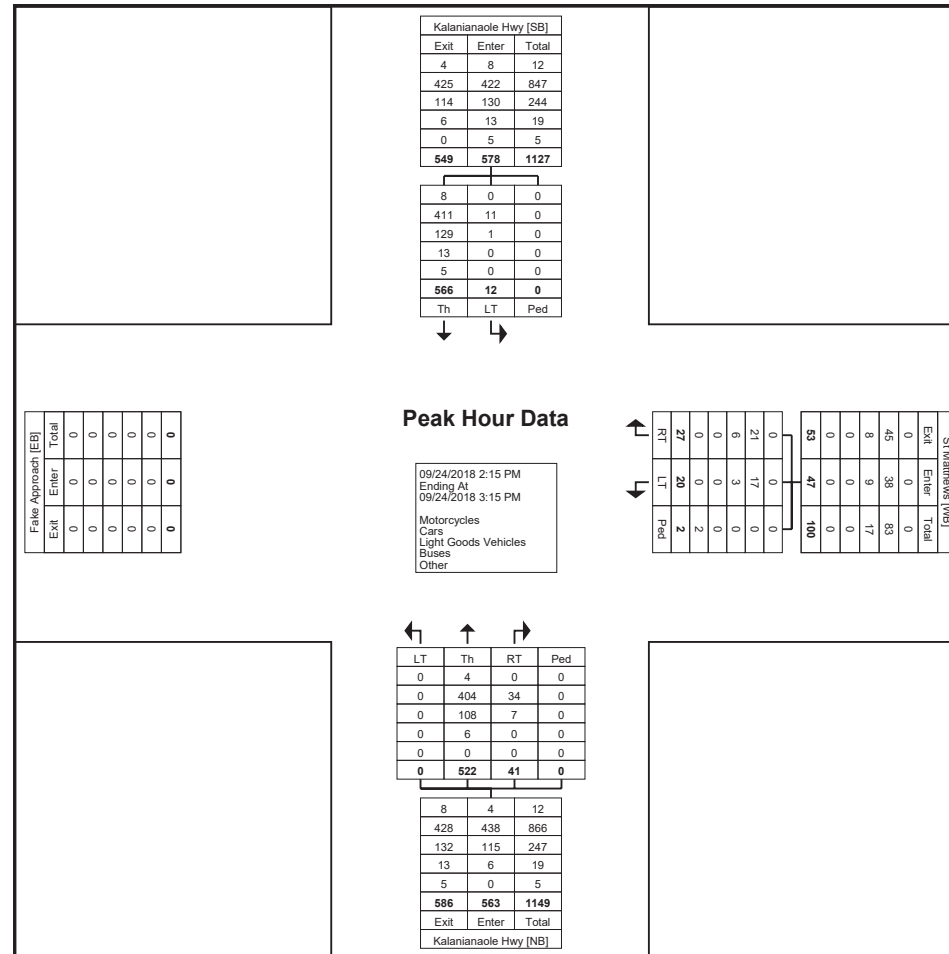 Kalanianaole Hwy [SB]
Exit Enter Total
4 8 12
425 422 847
114 130 244
6 13 19
0 5 5
549 578 1127
8 0 0
411 11 0
129 1 0
13 0 0
5 0 0
566 12 0
Th LT Ped
Fake Approach [EB]
Total 0 0 0 0 0 0
Enter 0 0 0 0 0 0
Exit 0 0 0 0 0 0
Peak Hour Data
09/24/2018 2:15 PM
Ending At
09/24/2018 3:15 PM
Motorcycles
Cars
Light Goods Vehicles
Buses
Other
St Matthews [WB]
Exit Enter Total
0 0 0
45 38 83
8 9 17
0 0 0
0 0 0
53 47 100
0 0 0
21 17 0
6 3 0
0 0 0
0 0 2
27 20 2
RT LT Ped
LT Th RT Ped
0 4 0 0
0 404 34 0
0 108 7 0
0 6 0 0
0 0 0 0
0 522 41 0
8 4 12
428 438 866
132 115 247
13 6 19
5 0 5
586 563 1149
Exit Enter Total
Kalanianaole Hwy [NB]